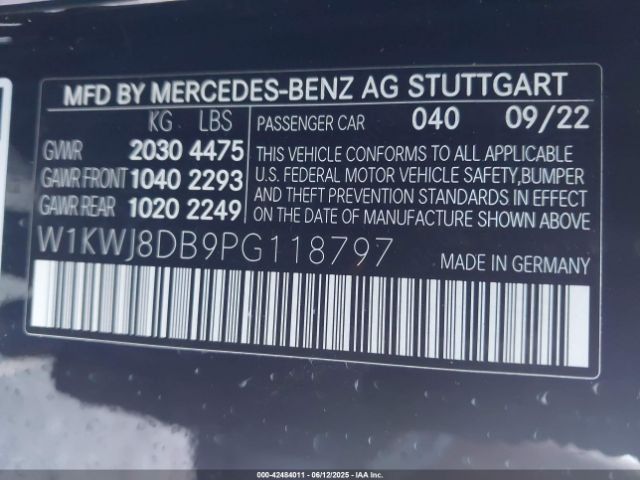 MFD BY MERCEDES-BENZ AG STUTTGART
KG LBS
GVWR 2030 4475
GAWR FRONT 1040 2293
GAWR REAR 1020 2249
PASSENGER CAR 040 09/22
THIS VEHICLE CONFORMS TO ALL APPLICABLE
U.S. FEDERAL MOTOR VEHICLE SAFETY,BUMPER
AND THEFT PREVENTION STANDARDS IN EFFECT
ON THE DATE OF MANUFACTURE SHOWN ABOVE
W1KWJ8DB9PG118797
MADE IN GERMANY
000-42484011 - 06/12/2025 - IAAI Inc.